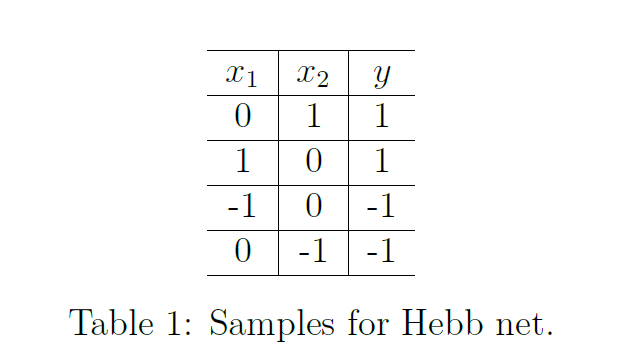 x₁ x₂ y
0 1 1
1 0 1
-1 0 -1
0 -1 -1
Table 1: Samples for Hebb net.